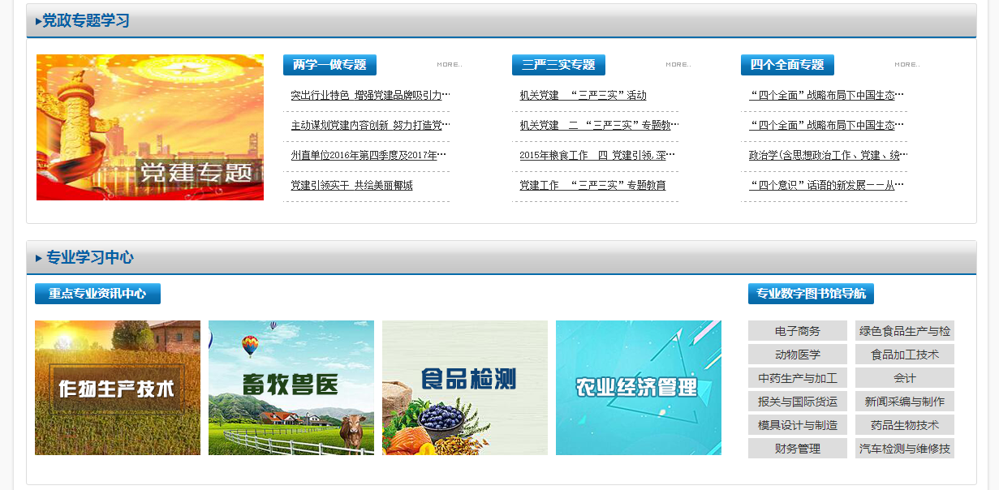 党政专题学习
党建专题
两学一做专题
MORE..
突出行业特色 增强党建品牌吸引力…
主动谋划党建内容创新 努力打造党…
州直单位2016年第四季度及2017年…
党建引领实干 共绘美丽椰城
三严三实专题
MORE..
机关党建 “三严三实”活动
机关党建 二 “三严三实”专题教…
2015年粮食工作 四 党建引领,深…
党建工作 “三严三实”专题教育
四个全面专题
MORE..
“四个全面”战略布局下中国生态…
“四个全面”战略布局下中国生态…
政治学(含思想政治工作、党建、统…
“四个意识”话语的新发展——从…
专业学习中心
重点专业资讯中心
作物生产技术
畜牧兽医
食品检测
农业经济管理
专业数字图书馆导航
电子商务 绿色食品生产与检
动物医学 食品加工技术
中药生产与加工 会计
报关与国际货运 新闻采编与制作
模具设计与制造 药品生物技术
财务管理 汽车检测与维修技